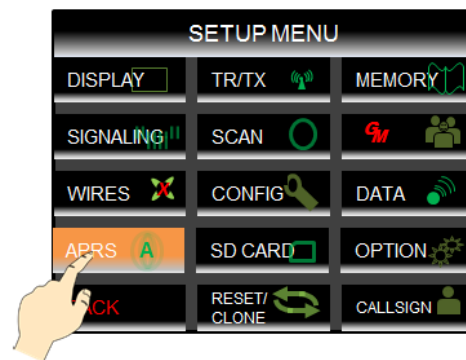 SETUP MENU
DISPLAY TR/TX MEMORY
SIGNALING SCAN GM
WIRES X CONFIG DATA
APRS A SD CARD OPTION
ACK RESET/ CALLSIGN
CLONE